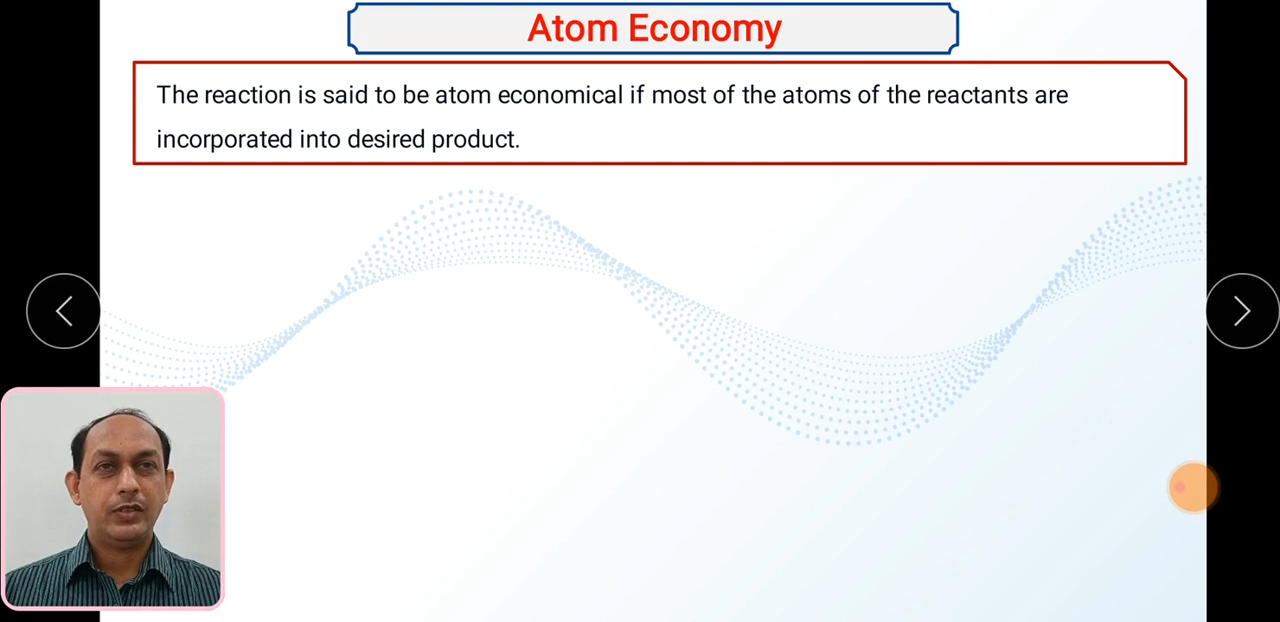 Atom Economy
The reaction is said to be atom economical if most of the atoms of the reactants are
incorporated into desired product.